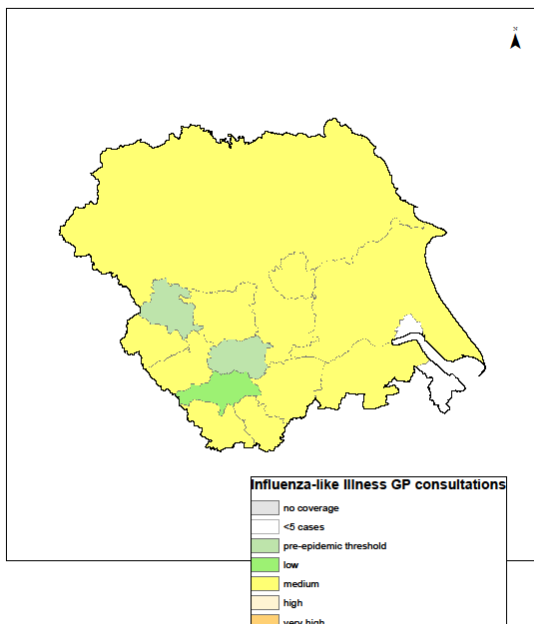 N
Influenza-like Illness GP consultations
no coverage
<5 cases
pre-epidemic threshold
low
medium
high
very high